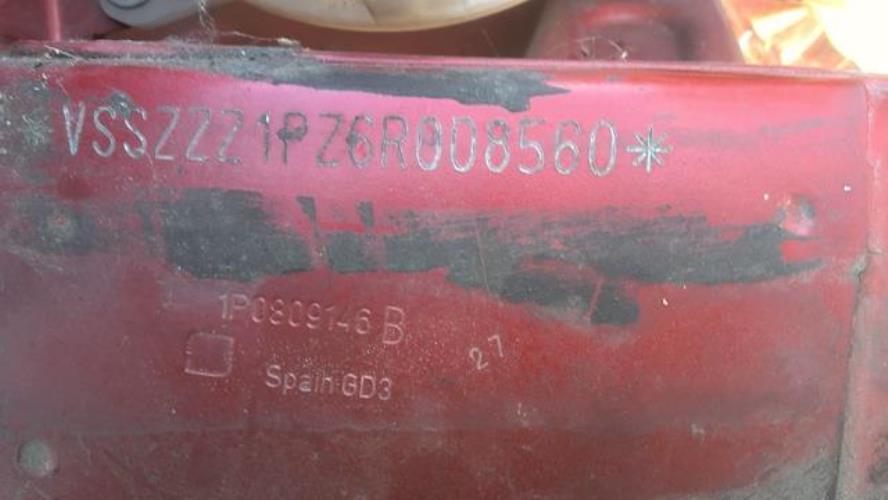 *VSSZZZ1PZ6R008560*
1P0809146 B
27
Spain GD3